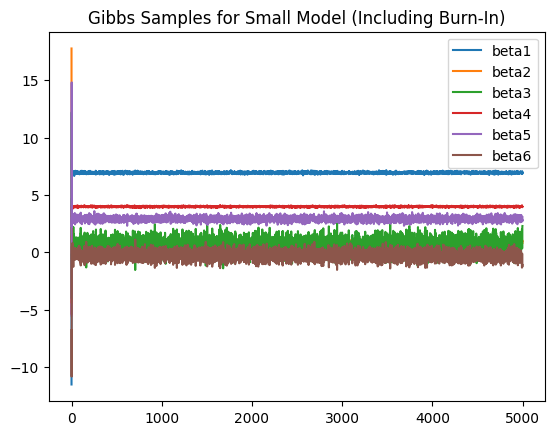 Gibbs Samples for Small Model (Including Burn-In)
beta1
beta2
beta3
beta4
beta5
beta6
15
10
5
0
−5
−10
0 1000 2000 3000 4000 5000